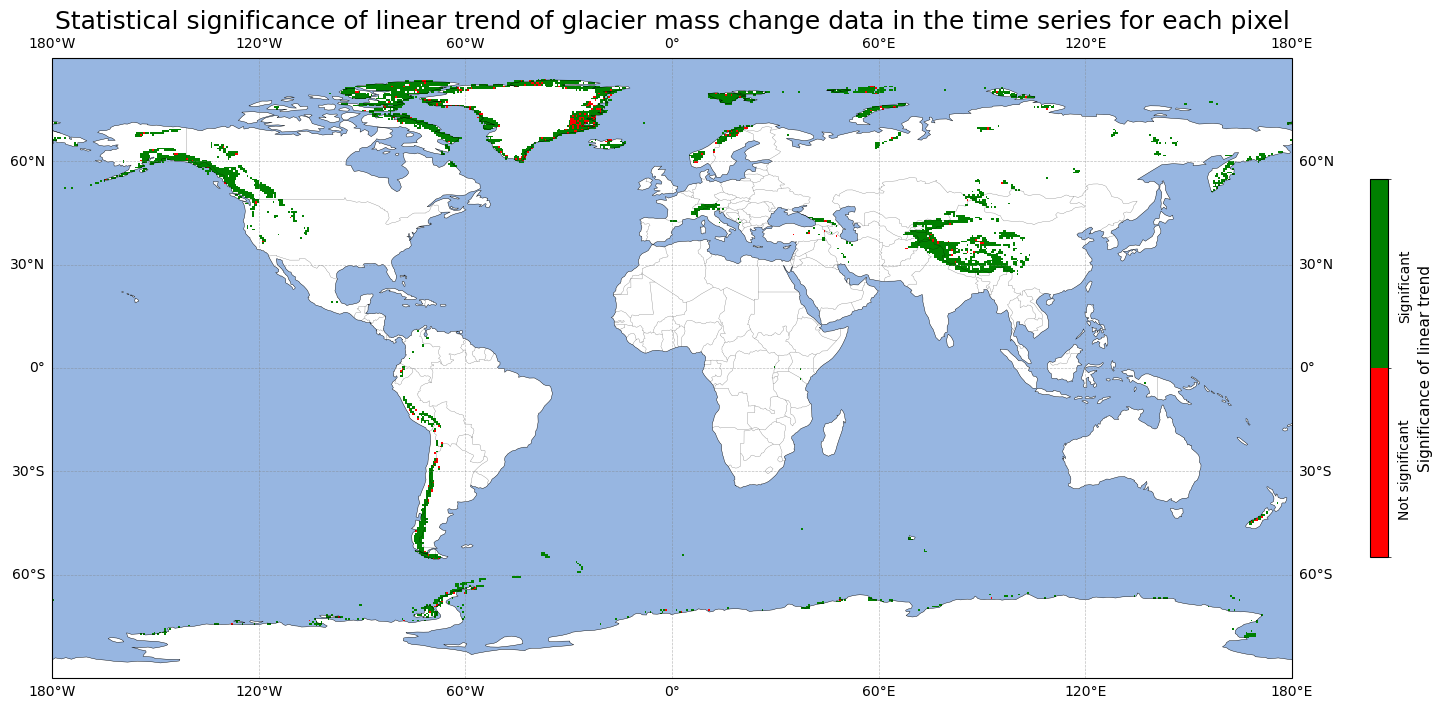 Statistical significance of linear trend of glacier mass change data in the time series for each pixel
180°W 120°W 60°W 0° 60°E 120°E 180°E
60°N 60°N
30°N 30°N
0° 0°
30°S 30°S
60°S 60°S
180°W 120°W 60°W 0° 60°E 120°E 180°E
Significant
Not significant
Significance of linear trend